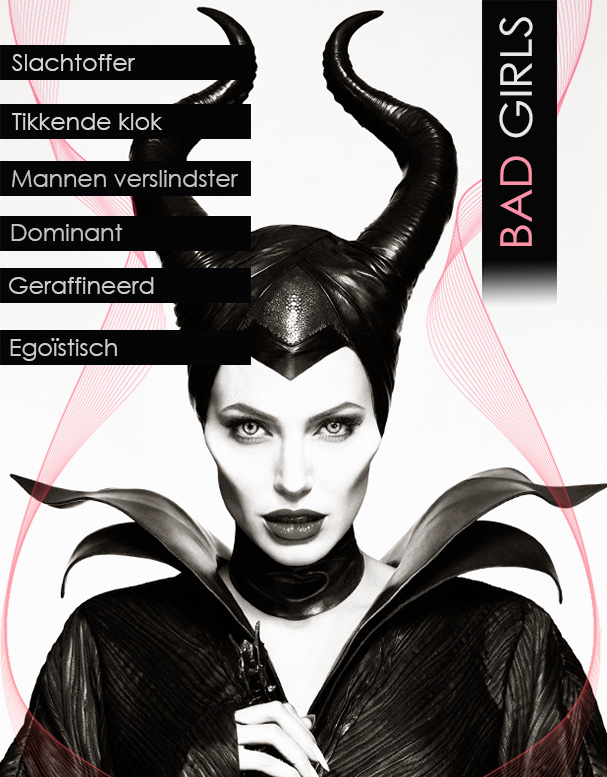 Slachtoffer
Tikkende klok
Mannen verslindster
Dominant
Geraffineerd
Egoïstisch
BAD GIRLS